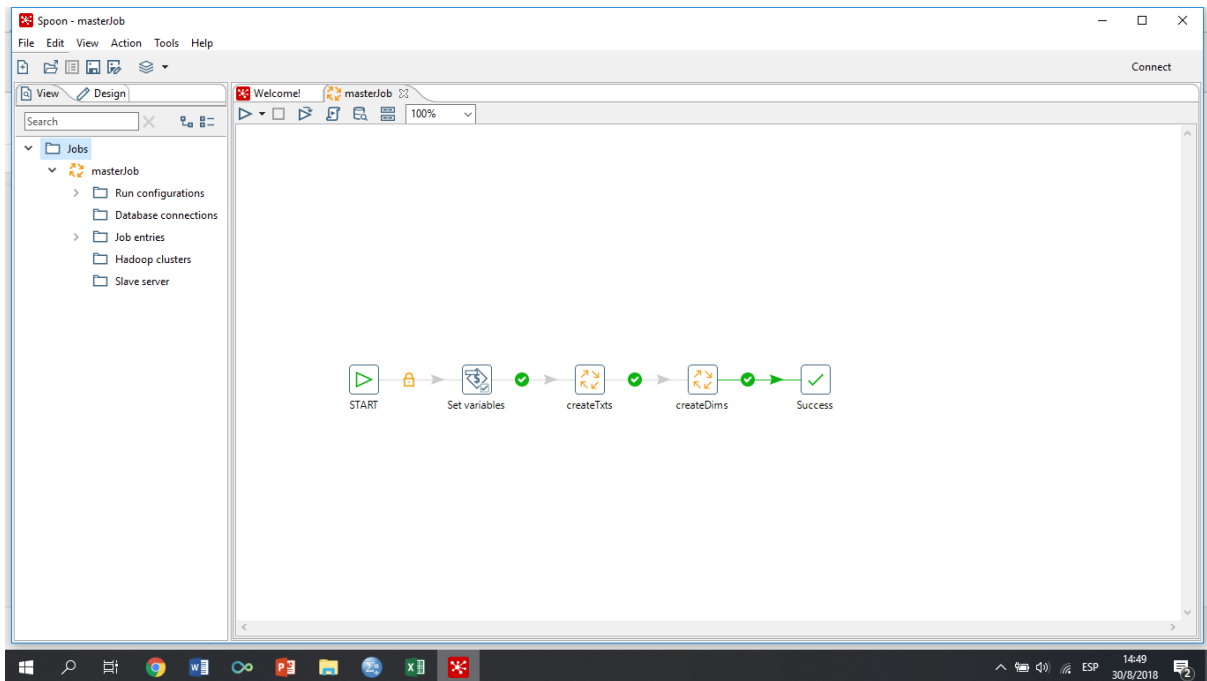 Spoon - masterJob
File Edit View Action Tools Help
Connect
View Design
Welcome! masterJob
Search
100%
Jobs
masterJob
Run configurations
Database connections
Job entries
Hadoop clusters
Slave server
START Set variables createTxts createDims Success
14:49
ESP
30/8/2018
2